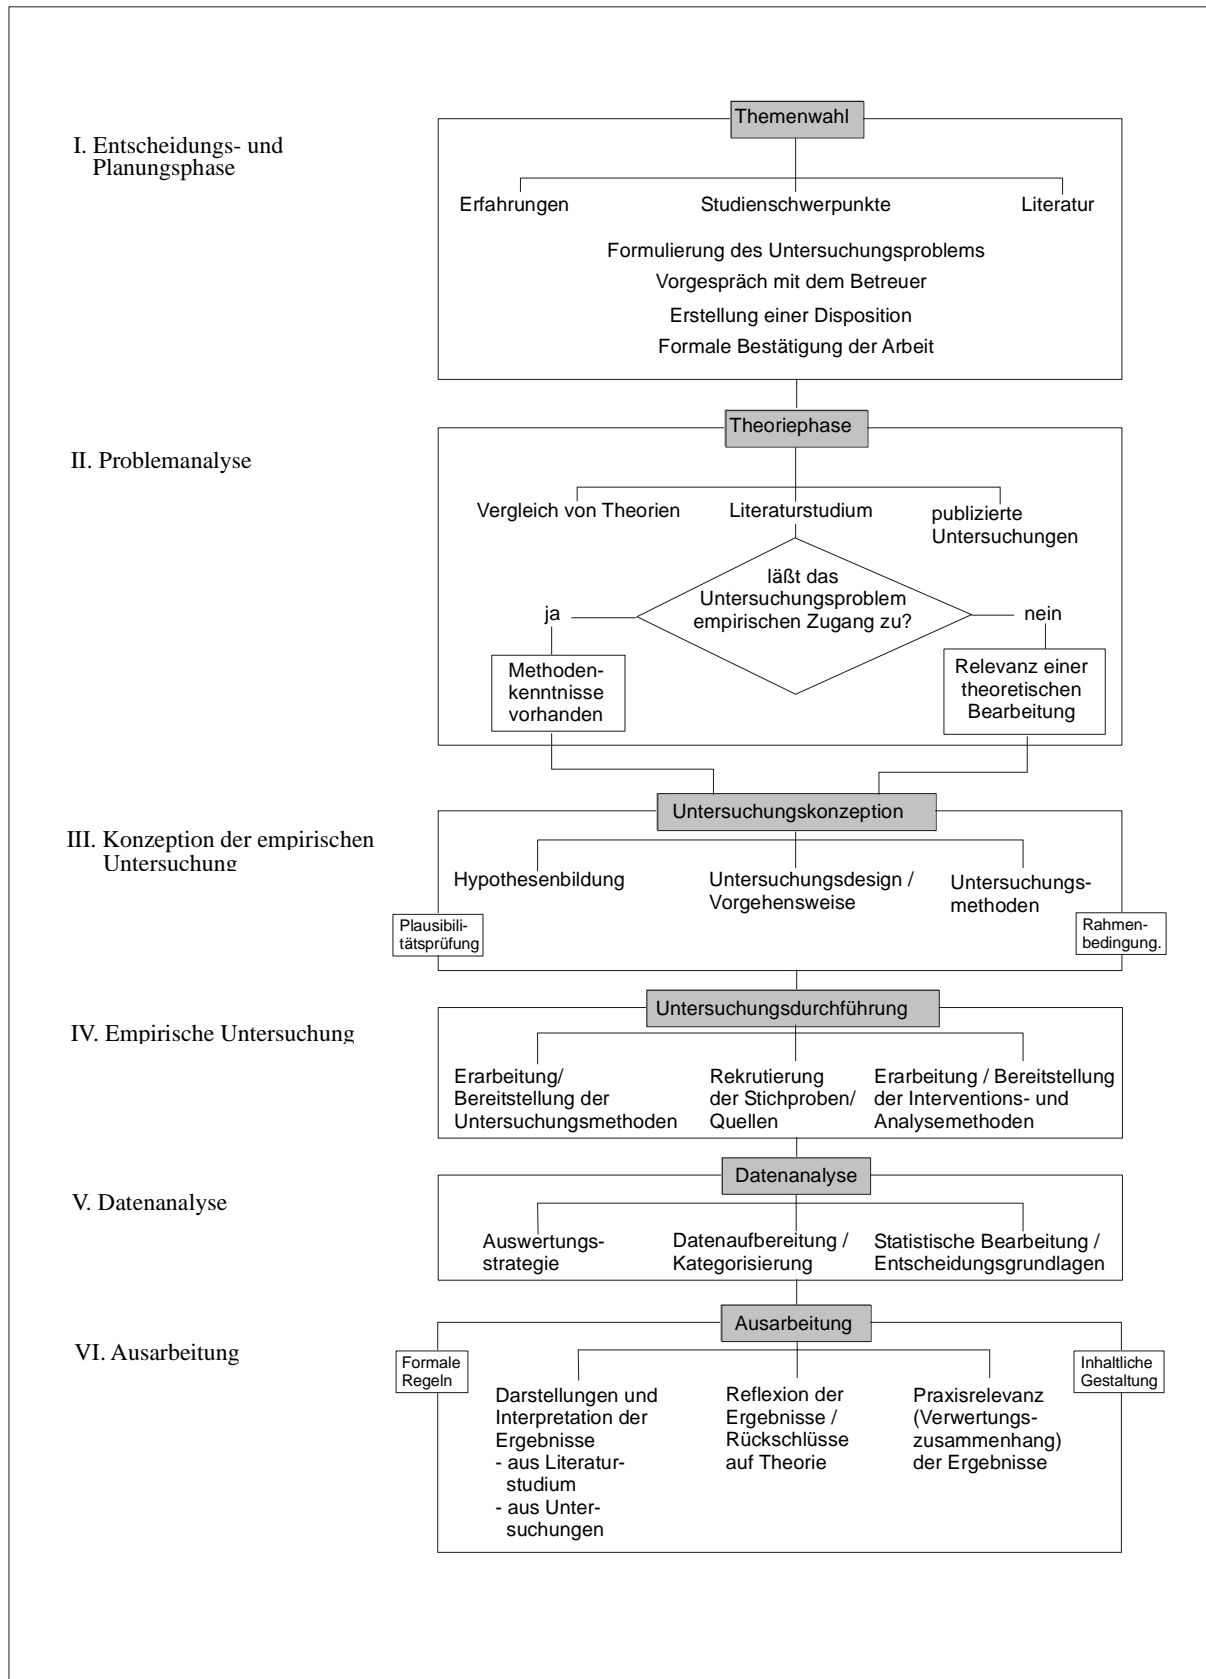 I. Entscheidungs- und
Planungsphase
Themenwahl
Erfahrungen
Studienschwerpunkte
Literatur
Formulierung des Untersuchungsproblems
Vorgespräch mit dem Betreuer
Erstellung einer Disposition
Formale Bestätigung der Arbeit
II. Problemanalyse
Theoriephase
Vergleich von Theorien
Literaturstudium
publizierte
Untersuchungen
läßt das
Untersuchungsproblem
empirischen Zugang zu?
ja
nein
Methoden-
kenntnisse
vorhanden
Relevanz einer
theoretischen
Bearbeitung
III. Konzeption der empirischen
Untersuchung
Untersuchungskonzeption
Hypothesenbildung
Untersuchungsdesign /
Vorgehensweise
Untersuchungs-
methoden
Plausibili-
tätsprüfung
Rahmen-
bedingung.
IV. Empirische Untersuchung
Untersuchungsdurchführung
Erarbeitung/
Bereitstellung der
Untersuchungsmethoden
Rekrutierung
der Stichproben/
Quellen
Erarbeitung / Bereitstellung
der Interventions- und
Analysemethoden
V. Datenanalyse
Datenanalyse
Auswertungs-
strategie
Datenaufbereitung /
Kategorisierung
Statistische Bearbeitung /
Entscheidungsgrundlagen
VI. Ausarbeitung
Ausarbeitung
Formale
Regeln
Inhaltliche
Gestaltung
Darstellungen und
Interpretation der
Ergebnisse
- aus Literatur-
studium
- aus Unter-
suchungen
Reflexion der
Ergebnisse /
Rückschlüsse
auf Theorie
Praxisrelevanz
(Verwertungs-
zusammenhang)
der Ergebnisse